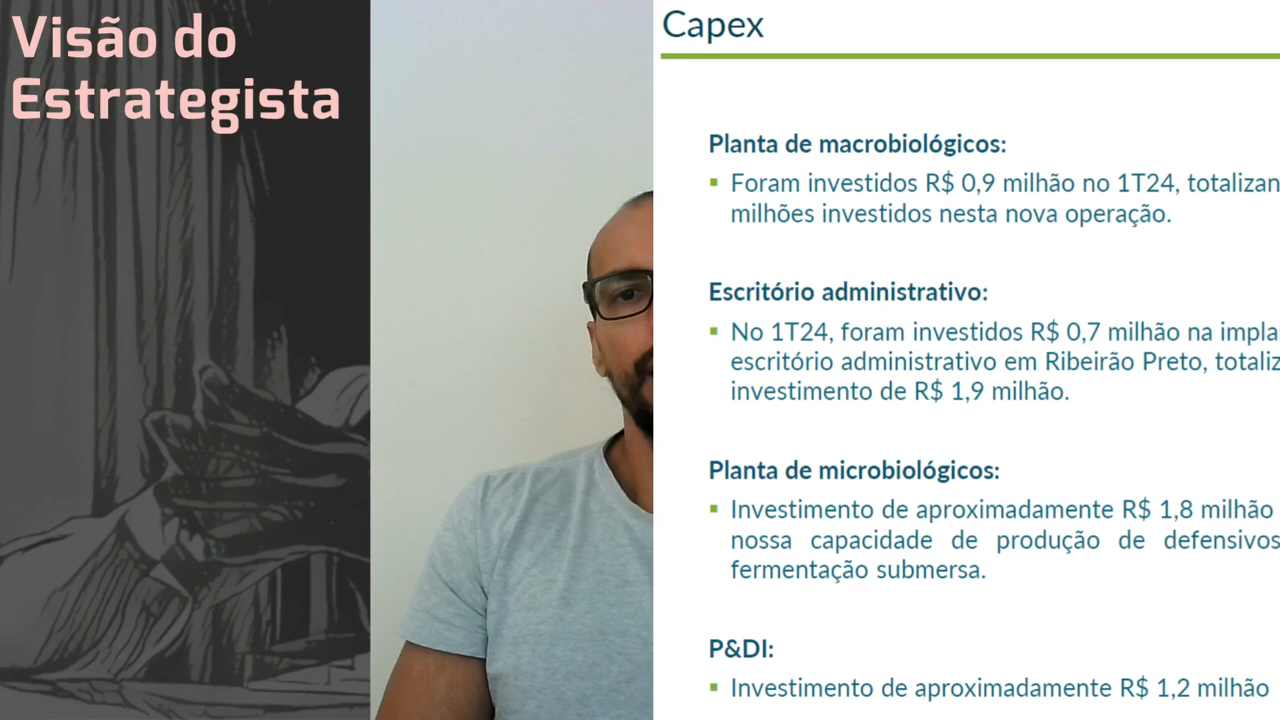 Visão do
Estrategista
Capex
Planta de macrobiológicos:
▪ Foram investidos R$ 0,9 milhão no 1T24, totalizan
milhões investidos nesta nova operação.
Escritório administrativo:
▪ No 1T24, foram investidos R$ 0,7 milhão na impla
escritório administrativo em Ribeirão Preto, totaliz
investimento de R$ 1,9 milhão.
Planta de microbiológicos:
▪ Investimento de aproximadamente R$ 1,8 milhão
nossa capacidade de produção de defensivos
fermentação submersa.
P&DI:
▪ Investimento de aproximadamente R$ 1,2 milhão